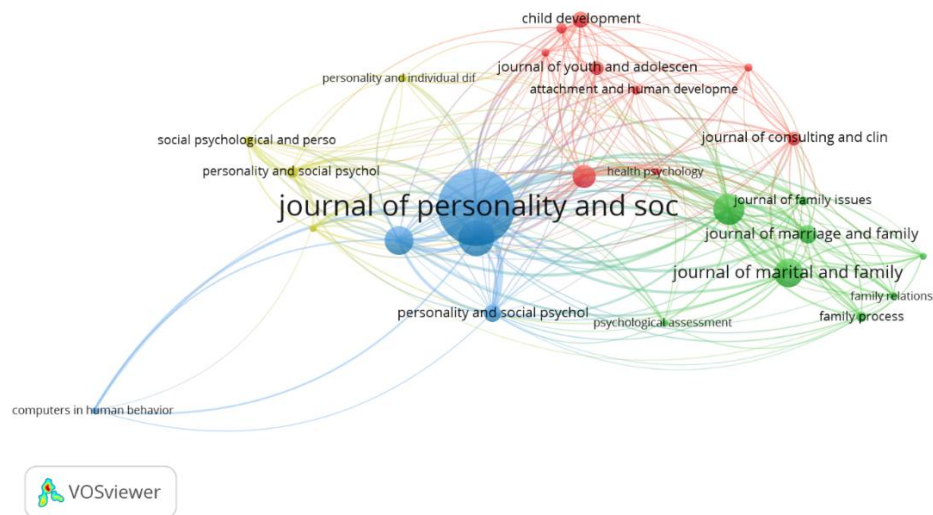 child development
journal of youth and adolescen
personality and individual dif
attachment and human developme
social psychological and perso
journal of consulting and clin
personality and social psychol
health psychology
journal of personality and soc
journal of family issues
journal of marriage and family
journal of marital and family
family relations
personality and social psychol
psychological assessment
family process
computers in human behavior
VOSviewer